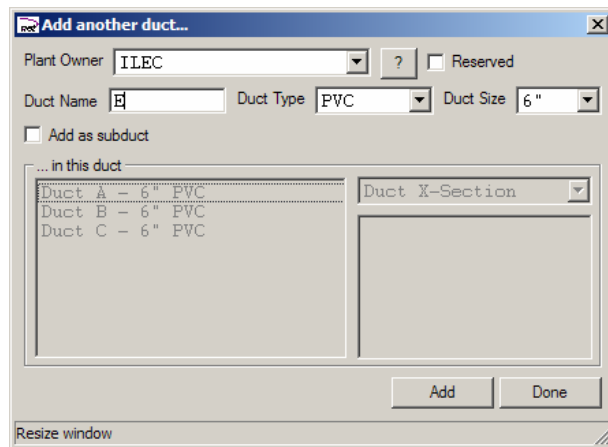 Add another duct...
Plant Owner ILEC ? Reserved
Duct Name E Duct Type PVC Duct Size 6"
Add as subduct
... in this duct
Duct A - 6" PVC
Duct B - 6" PVC
Duct C - 6" PVC
Duct X-Section
Add Done
Resize window